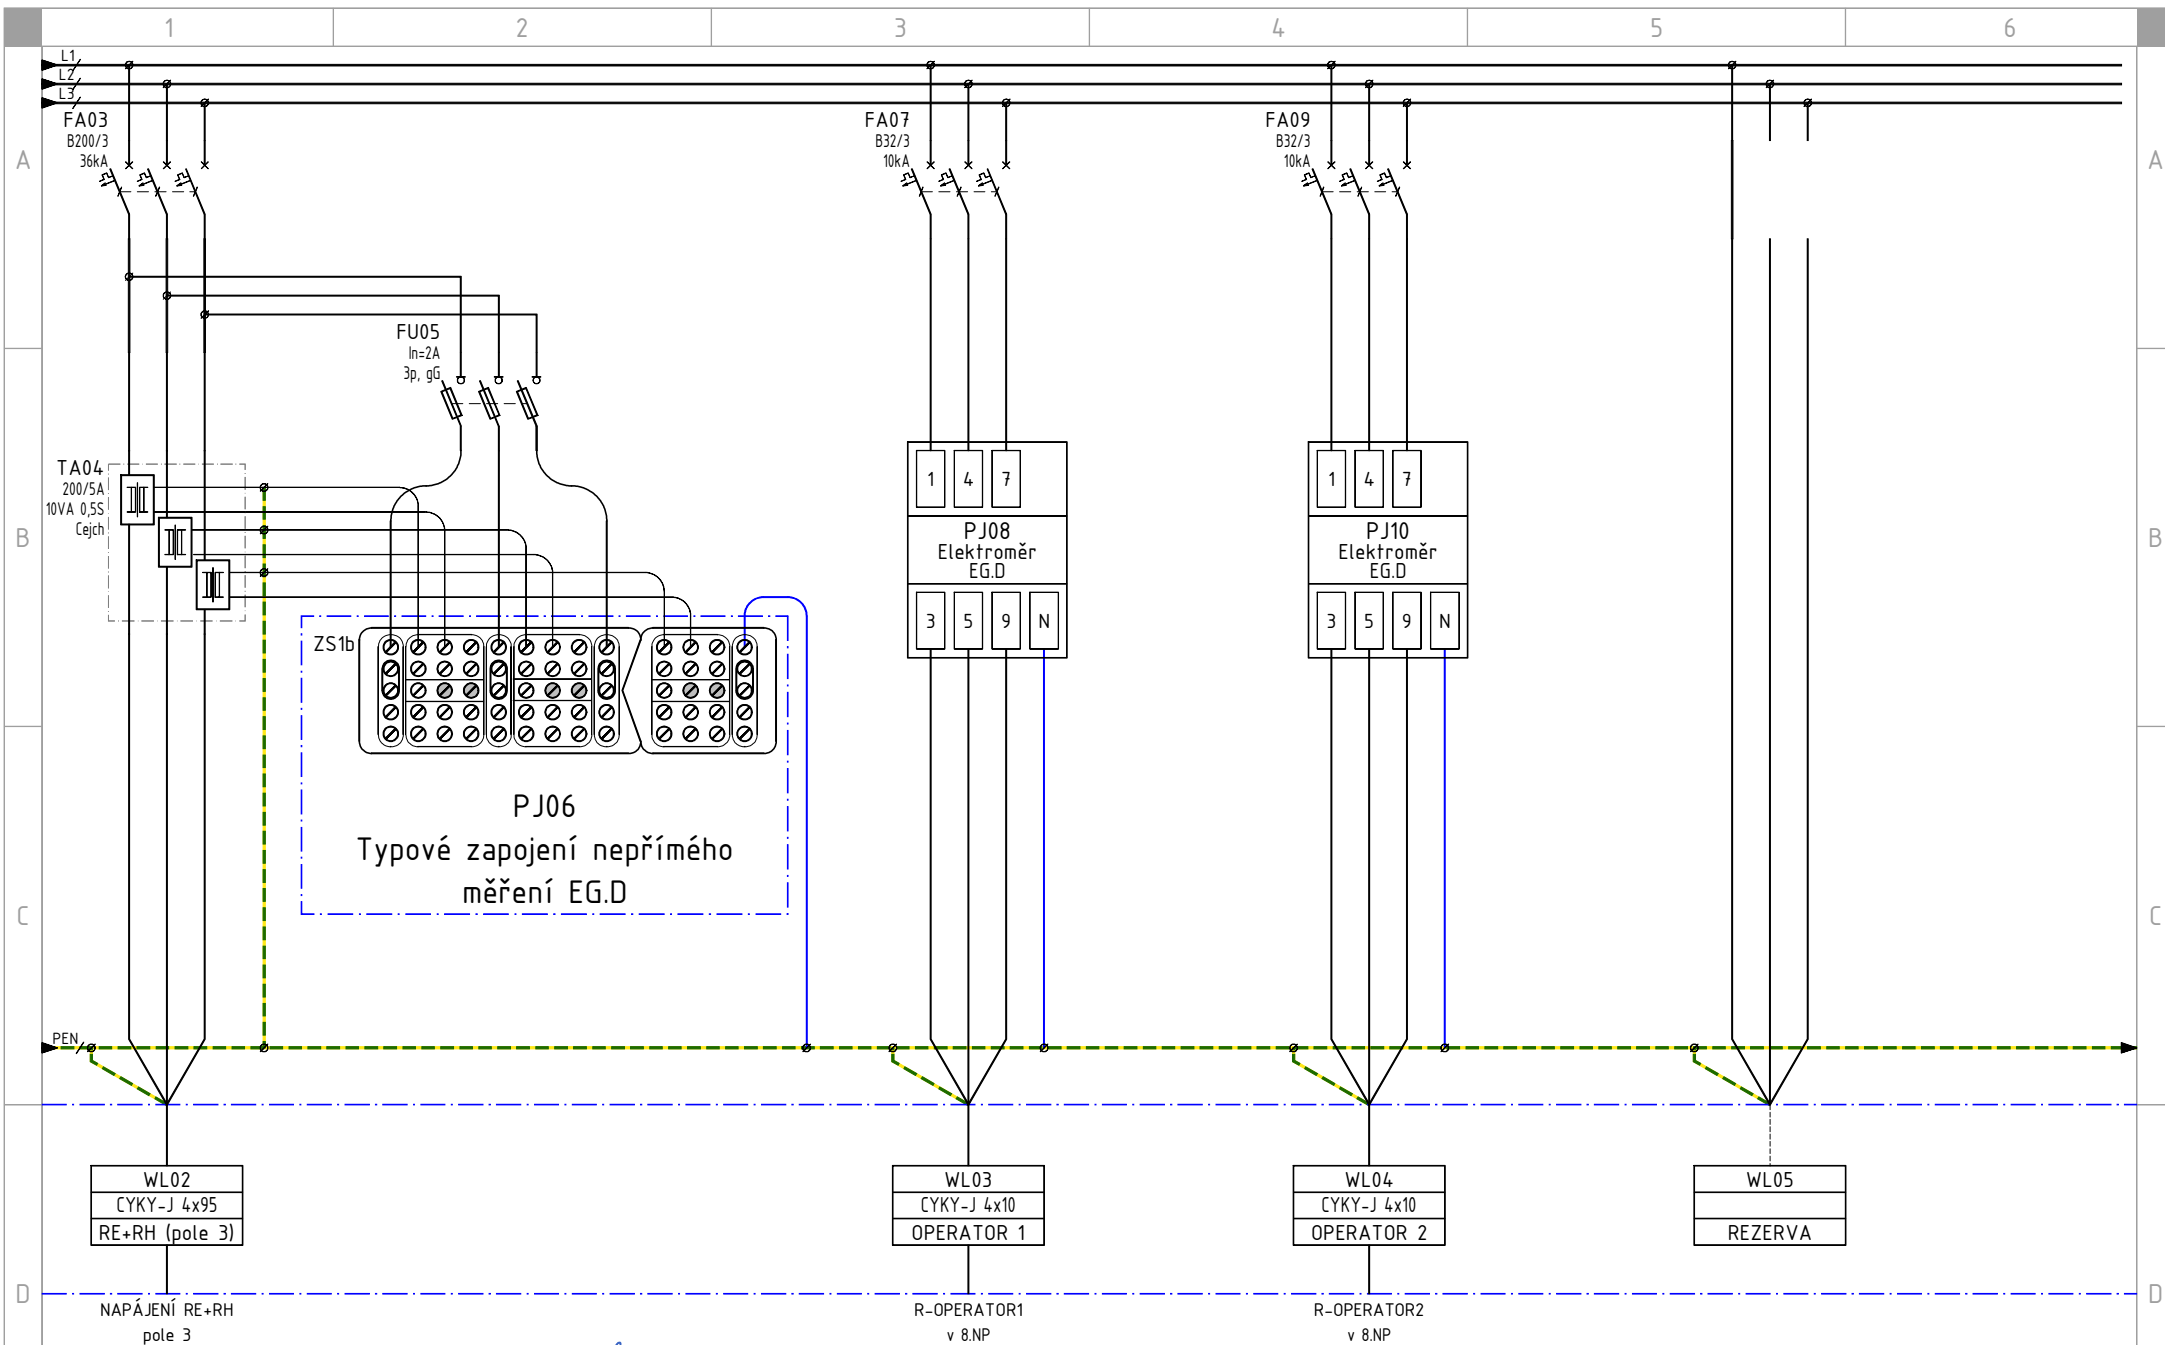 1 2 3 4 5 6
L1
L2
L3
A
A
FA03
B200/3
36kA
FA07
B32/3
10kA
FA09
B32/3
10kA
FU05
In=2A
3p, gG
B
B
TA04
200/5A
10VA 0,5S
Cejch
1 4 7
PJ08
Elektroměr
EG.D
3 5 9 N
1 4 7
PJ10
Elektroměr
EG.D
3 5 9 N
ZS1b
PJ06
Typové zapojení nepřímého
měření EG.D
C
C
PEN
WL02
CYKY-J 4x95
RE+RH (pole 3)
WL03
CYKY-J 4x10
OPERATOR 1
WL04
CYKY-J 4x10
OPERATOR 2
WL05
REZERVA
D
D
NAPÁJENÍ RE+RH
pole 3
R-OPERATOR1
v 8.NP
R-OPERATOR2
v 8.NP